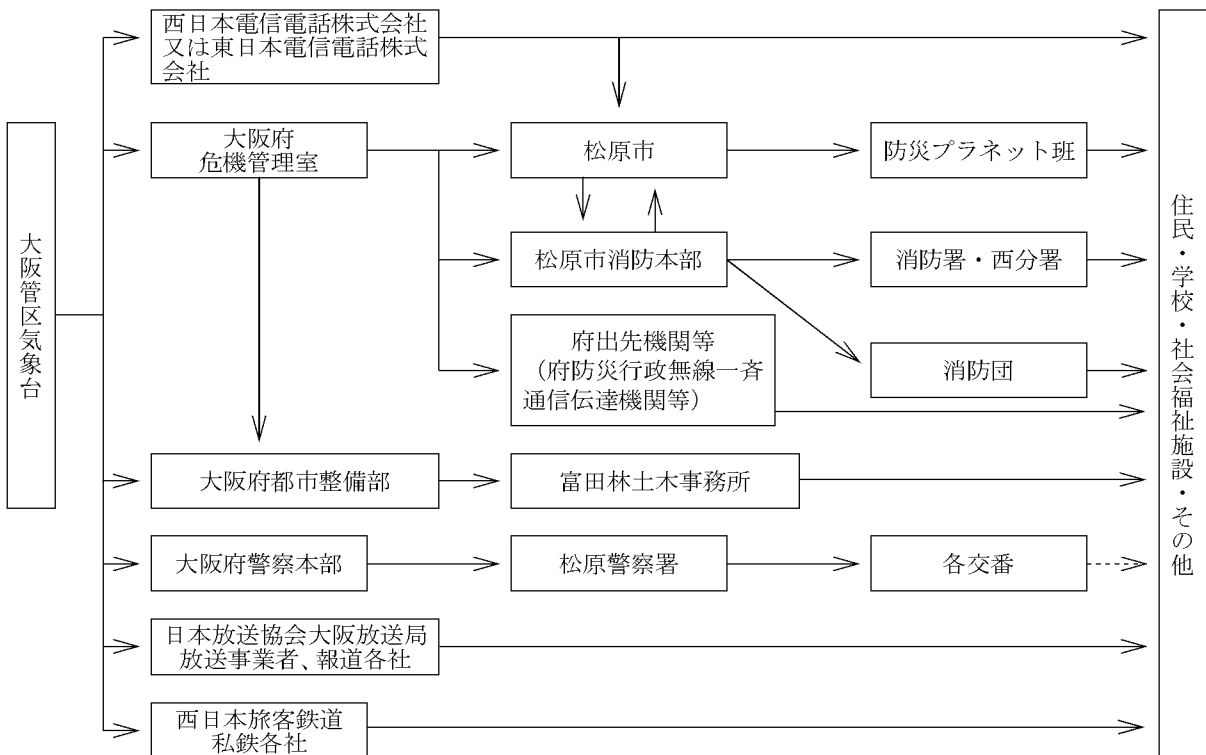 西日本電信電話株式会社
又は東日本電信電話株式
会社
大阪府
危機管理室
松原市
防災プラネット班
大阪管区気象台
松原市消防本部
消防署・西分署
住民・学校・社会福祉施設・その他
府出先機関等
（府防災行政無線一斉
通信伝達機関等）
消防団
大阪府都市整備部
富田林土木事務所
大阪府警察本部
松原警察署
各交番
日本放送協会大阪放送局
放送事業者、報道各社
西日本旅客鉄道
私鉄各社